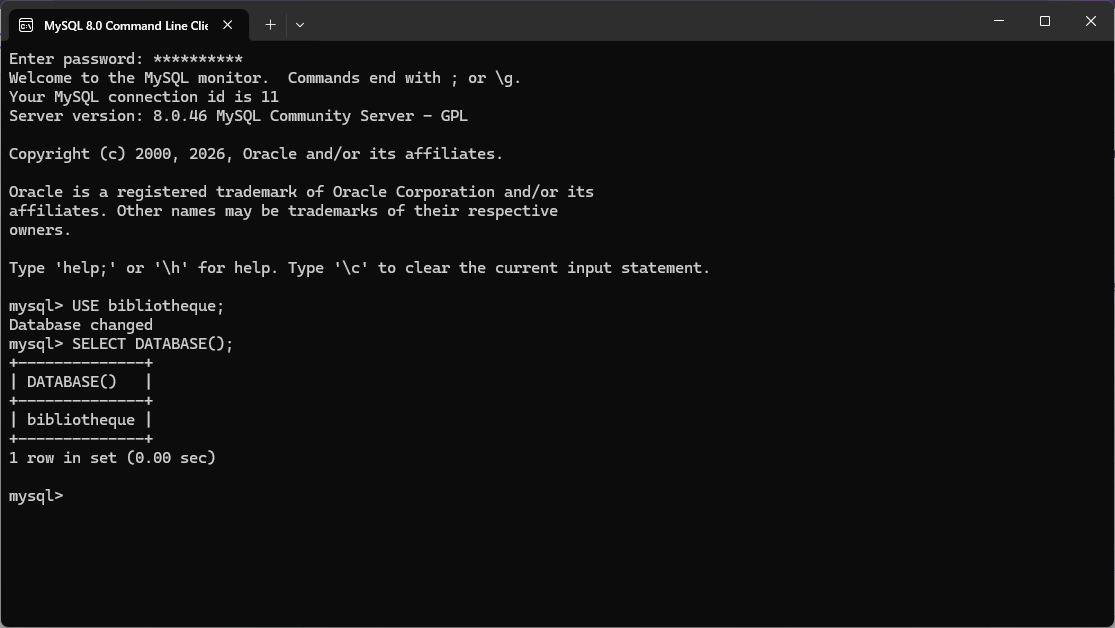 MySQL 8.0 Command Line Clie
Enter password: **********
Welcome to the MySQL monitor.  Commands end with ; or \g.
Your MySQL connection id is 11
Server version: 8.0.46 MySQL Community Server - GPL
Copyright (c) 2000, 2026, Oracle and/or its affiliates.
Oracle is a registered trademark of Oracle Corporation and/or its
affiliates. Other names may be trademarks of their respective
owners.
Type 'help;' or '\h' for help. Type '\c' to clear the current input statement.
mysql> USE bibliotheque;
Database changed
mysql> SELECT DATABASE();
+--------------+
| DATABASE()   |
+--------------+
| bibliotheque |
+--------------+
1 row in set (0.00 sec)
mysql>